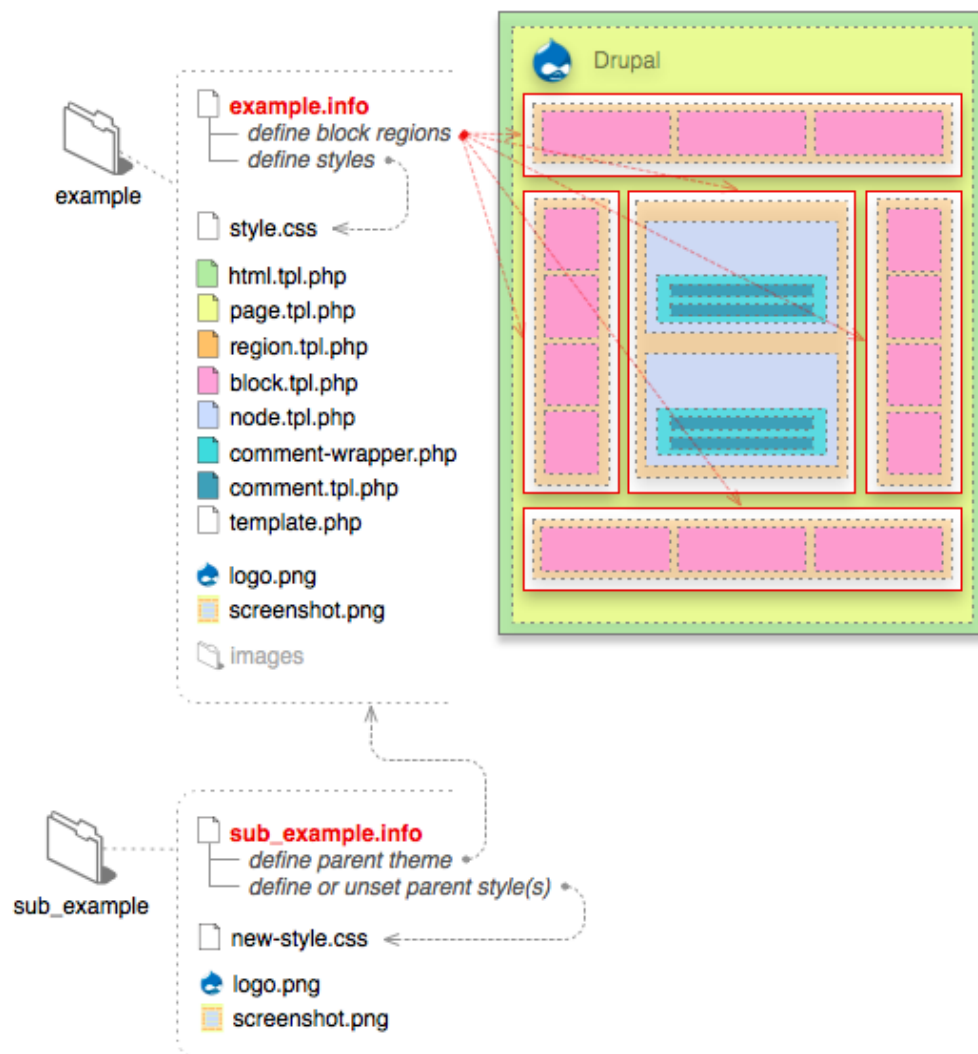 Drupal
example.info
define block regions
define styles
example
style.css
html.tpl.php
page.tpl.php
region.tpl.php
block.tpl.php
node.tpl.php
comment-wrapper.php
comment.tpl.php
template.php
logo.png
screenshot.png
images
sub_example.info
define parent theme
define or unset parent style(s)
sub_example
new-style.css
logo.png
screenshot.png